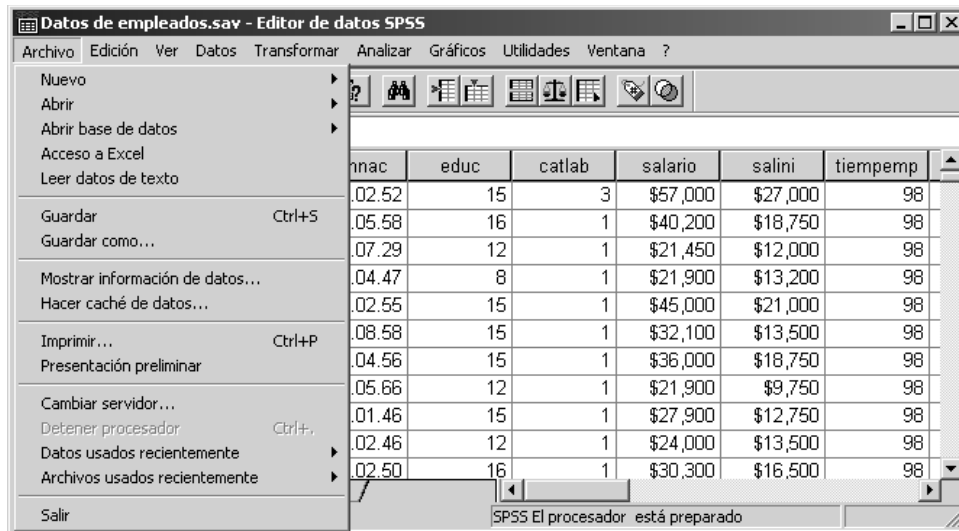 Datos de empleados.sav - Editor de datos SPSS
Archivo Edición Ver Datos Transformar Analizar Gráficos Utilidades Ventana ?
Nuevo
Abrir
Abrir base de datos
Acceso a Excel
Leer datos de texto
Guardar Ctrl+S
Guardar como...
Mostrar información de datos...
Hacer caché de datos...
Imprimir... Ctrl+P
Presentación preliminar
Cambiar servidor...
Detener procesador Ctrl+.
Datos usados recientemente
Archivos usados recientemente
Salir
nnac educ catlab salario salini tiempemp
.02.52 15 3 $57,000 $27,000 98
.05.58 16 1 $40,200 $18,750 98
.07.29 12 1 $21,450 $12,000 98
.04.47 8 1 $21,900 $13,200 98
.02.55 15 1 $45,000 $21,000 98
.08.58 15 1 $32,100 $13,500 98
.04.56 15 1 $36,000 $18,750 98
.05.66 12 1 $21,900 $9,750 98
.01.46 15 1 $27,900 $12,750 98
.02.46 12 1 $24,000 $13,500 98
.02.50 16 1 $30,300 $16,500 98
SPSS El procesador está preparado